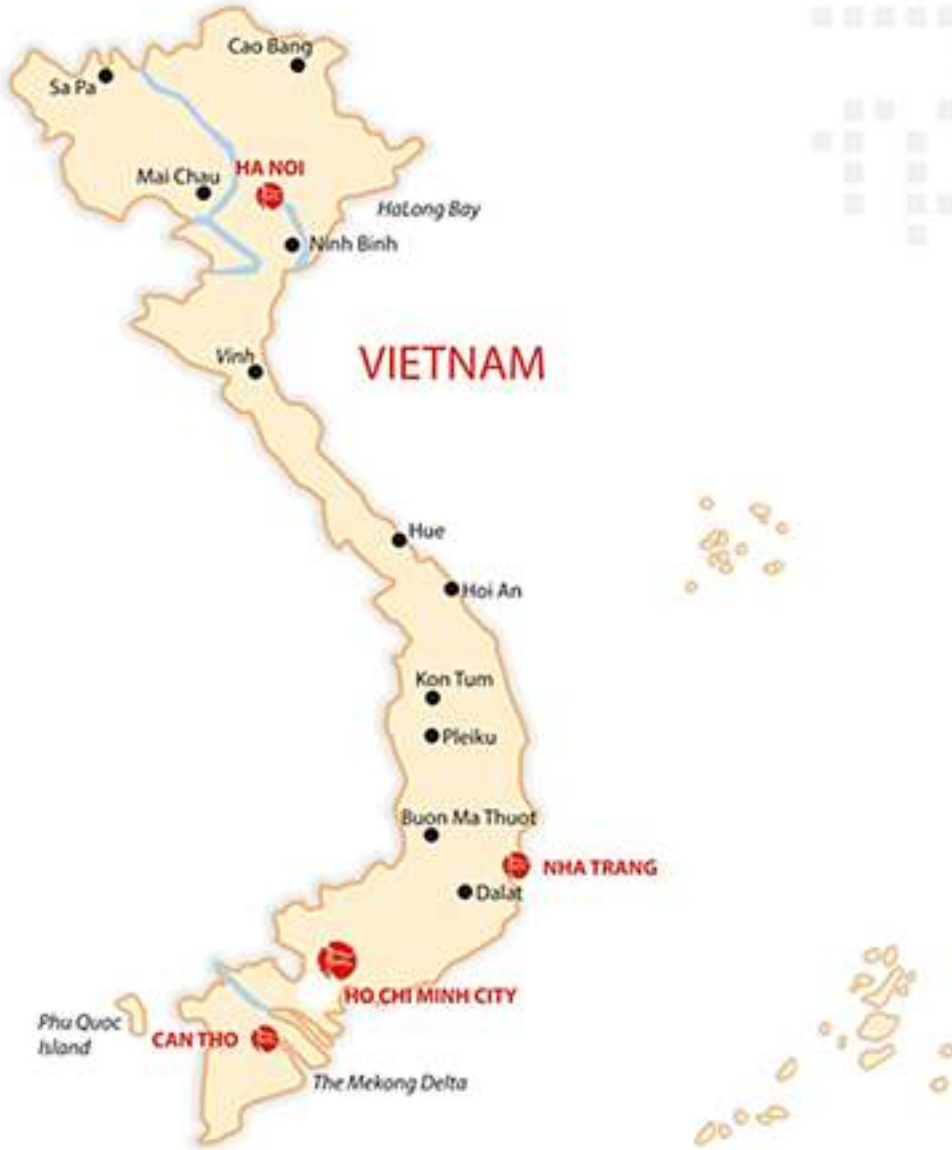 Cao Bang
Sa Pa
HA NOI
Mai Chau
HaLong Bay
Ninh Binh
Vinh
VIETNAM
Hue
Hoi An
Kon Tum
Pleiku
Buon Ma Thuot
NHA TRANG
Dalat
HO CHI MINH CITY
Phu Quoc
Island
CAN THO
The Mekong Delta